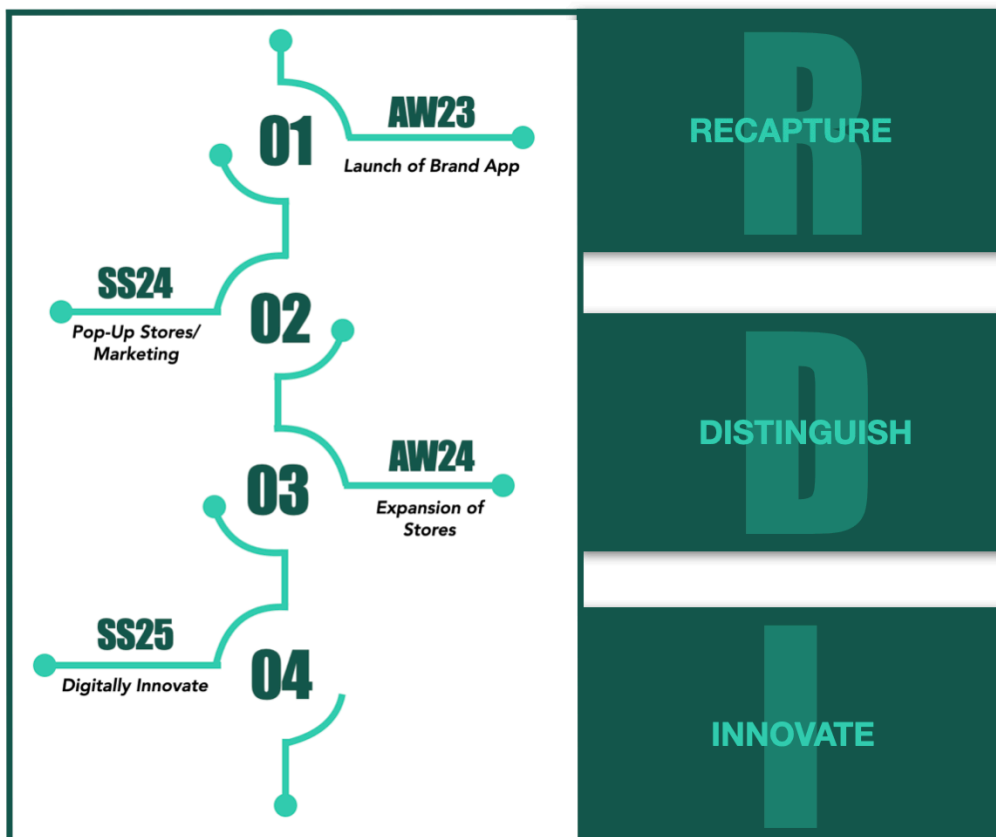 01
AW23
Launch of Brand App
SS24
Pop-Up Stores/
Marketing
02
03
AW24
Expansion of
Stores
SS25
Digitally Innovate
04
R
RECAPTURE
D
DISTINGUISH
I
INNOVATE